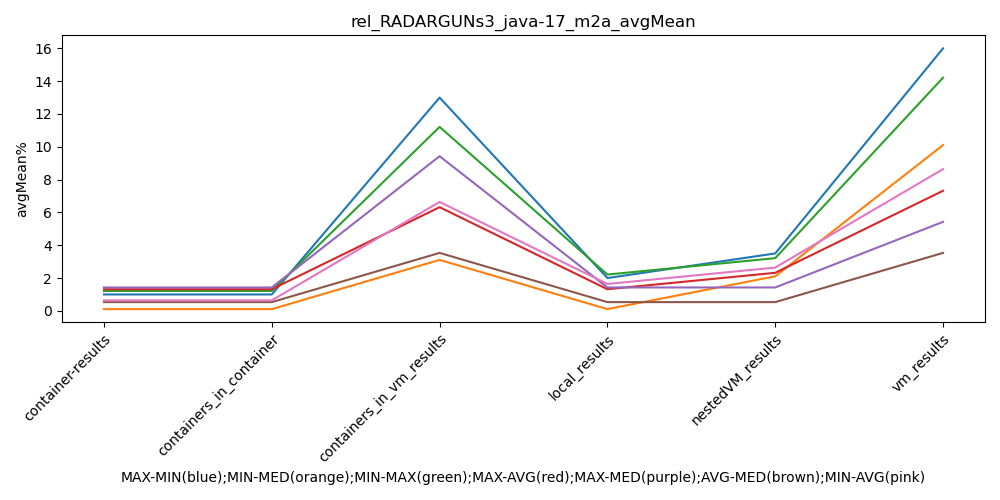 rel_RADARGUNs3_java-17_m2a_avgMean
avgMean%
16
14
12
10
8
6
4
2
0
container-results
containers_in_container
containers_in_vm_results
local_results
nestedVM_results
vm_results
MAX-MIN(blue);MIN-MED(orange);MIN-MAX(green);MAX-AVG(red);MAX-MED(purple);AVG-MED(brown);MIN-AVG(pink)